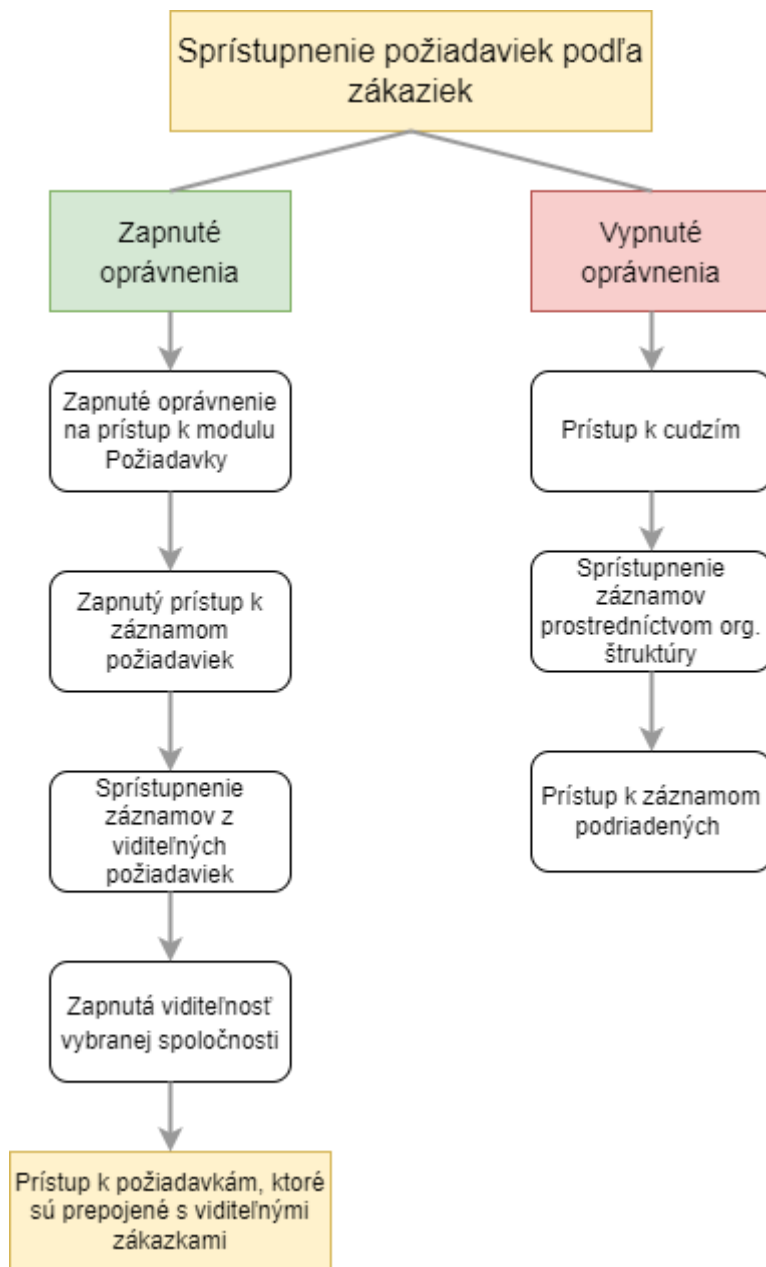 Sprístupnenie požiadaviek podľa
zákaziek
Zapnuté
oprávnenia
Zapnuté oprávnenie
na prístup k modulu
Požiadavky
Zapnutý prístup k
záznamom
požiadaviek
Sprístupnenie
záznamov z
viditeľných
požiadaviek
Zapnutá viditeľnosť
vybranej spoločnosti
Prístup k požiadavkám, ktoré
sú prepojené s viditeľnými
zákazkami
Vypnuté
oprávnenia
Prístup k cudzím
Sprístupnenie
záznamov
prostredníctvom org.
štruktúry
Prístup k záznamom
podriadených